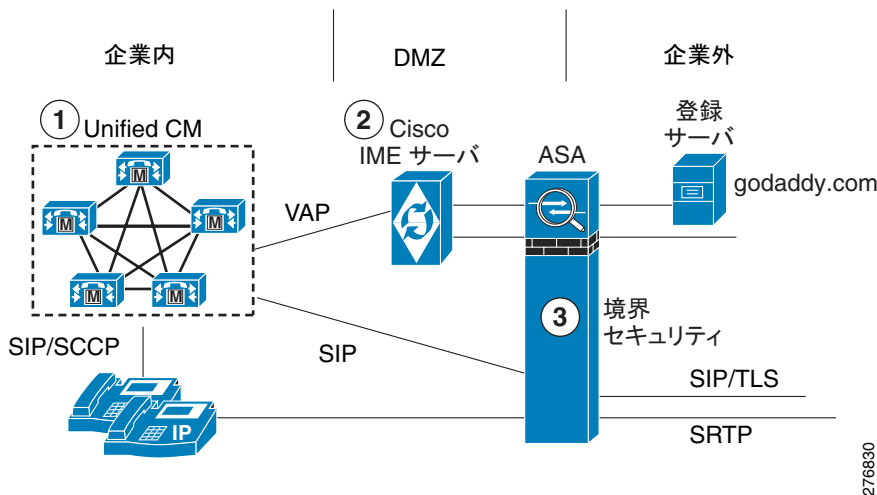 企業内
DMZ
企業外
1 Unified CM
2 Cisco
IME サーバ
ASA
登録
サーバ
godaddy.com
M
M
M
M
M
VAP
3 境界
セキュリティ
SIP/SCCP
SIP
SIP/TLS
IP
SRTP
276830